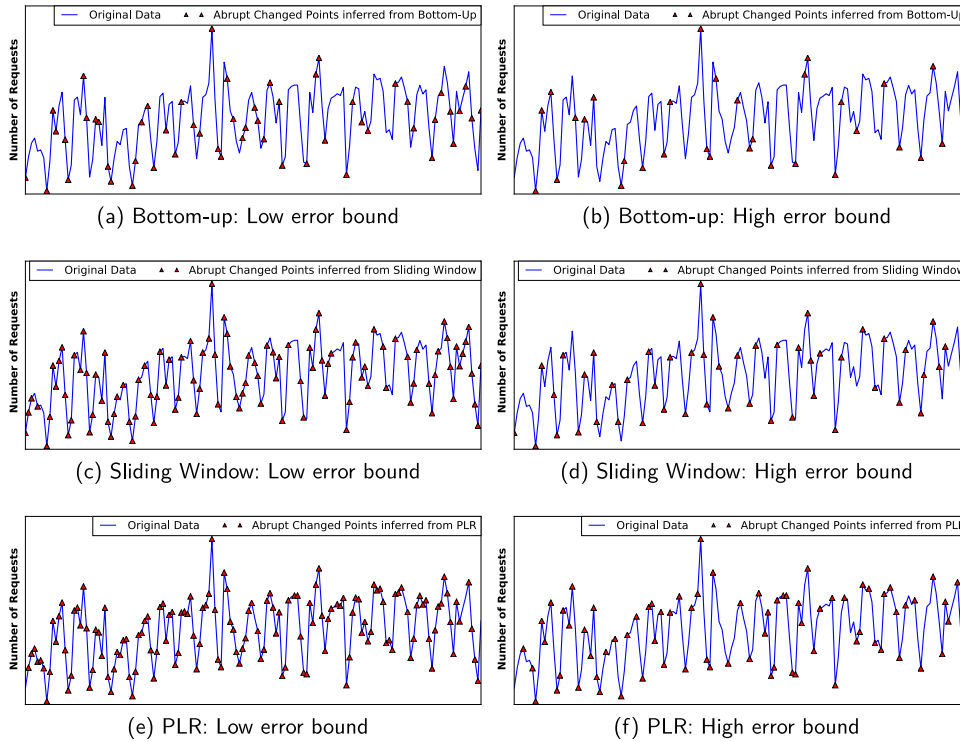 Original Data
Abrupt Changed Points inferred from Bottom-Up
Number of Requests
(a) Bottom-up: Low error bound
Original Data
Abrupt Changed Points inferred from Bottom-Up
Number of Requests
(b) Bottom-up: High error bound
Original Data
Abrupt Changed Points inferred from Sliding Window
Number of Requests
(c) Sliding Window: Low error bound
Original Data
Abrupt Changed Points inferred from Sliding Window
Number of Requests
(d) Sliding Window: High error bound
Original Data
Abrupt Changed Points inferred from PLR
Number of Requests
(e) PLR: Low error bound
Original Data
Abrupt Changed Points inferred from PLR
Number of Requests
(f) PLR: High error bound